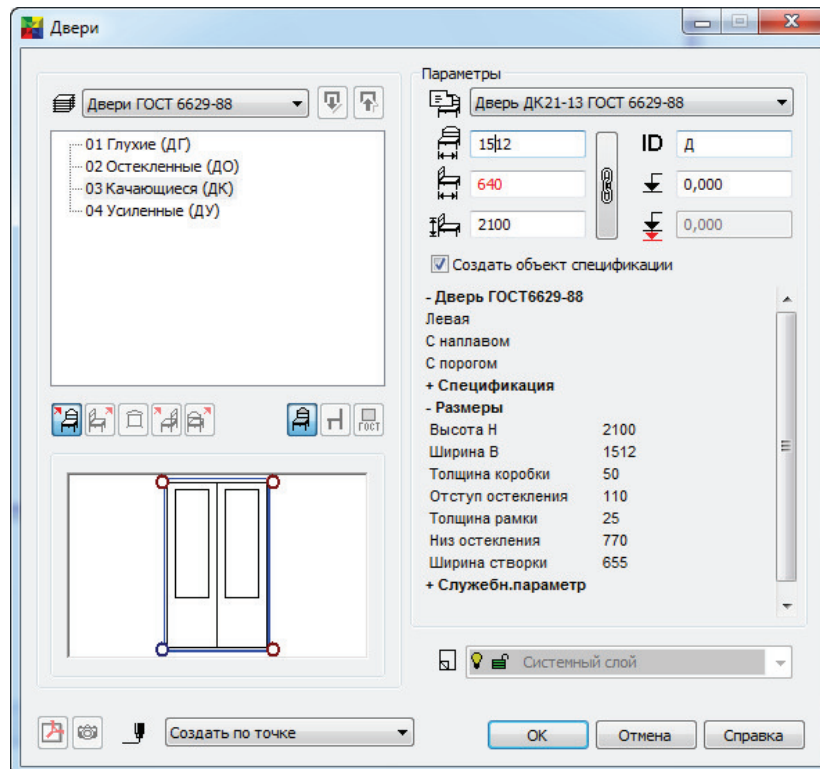 Двери
Двери ГОСТ 6629-88
01 Глухие (ДГ)
02 Остекленные (ДО)
03 Качающиеся (ДК)
04 Усиленные (ДУ)
ГОСТ
Параметры
Дверь ДК21-13 ГОСТ 6629-88
1512 ID Д
640 0,000
2100 0,000
Создать объект спецификации
- Дверь ГОСТ6629-88
Левая
С наплавом
С порогом
+ Спецификация
- Размеры
Высота H 2100
Ширина B 1512
Толщина коробки 50
Отступ остекления 110
Толщина рамки 25
Низ остекления 770
Ширина створки 655
+ Служебн.параметр
Системный слой
Создать по точке
ОК Отмена Справка